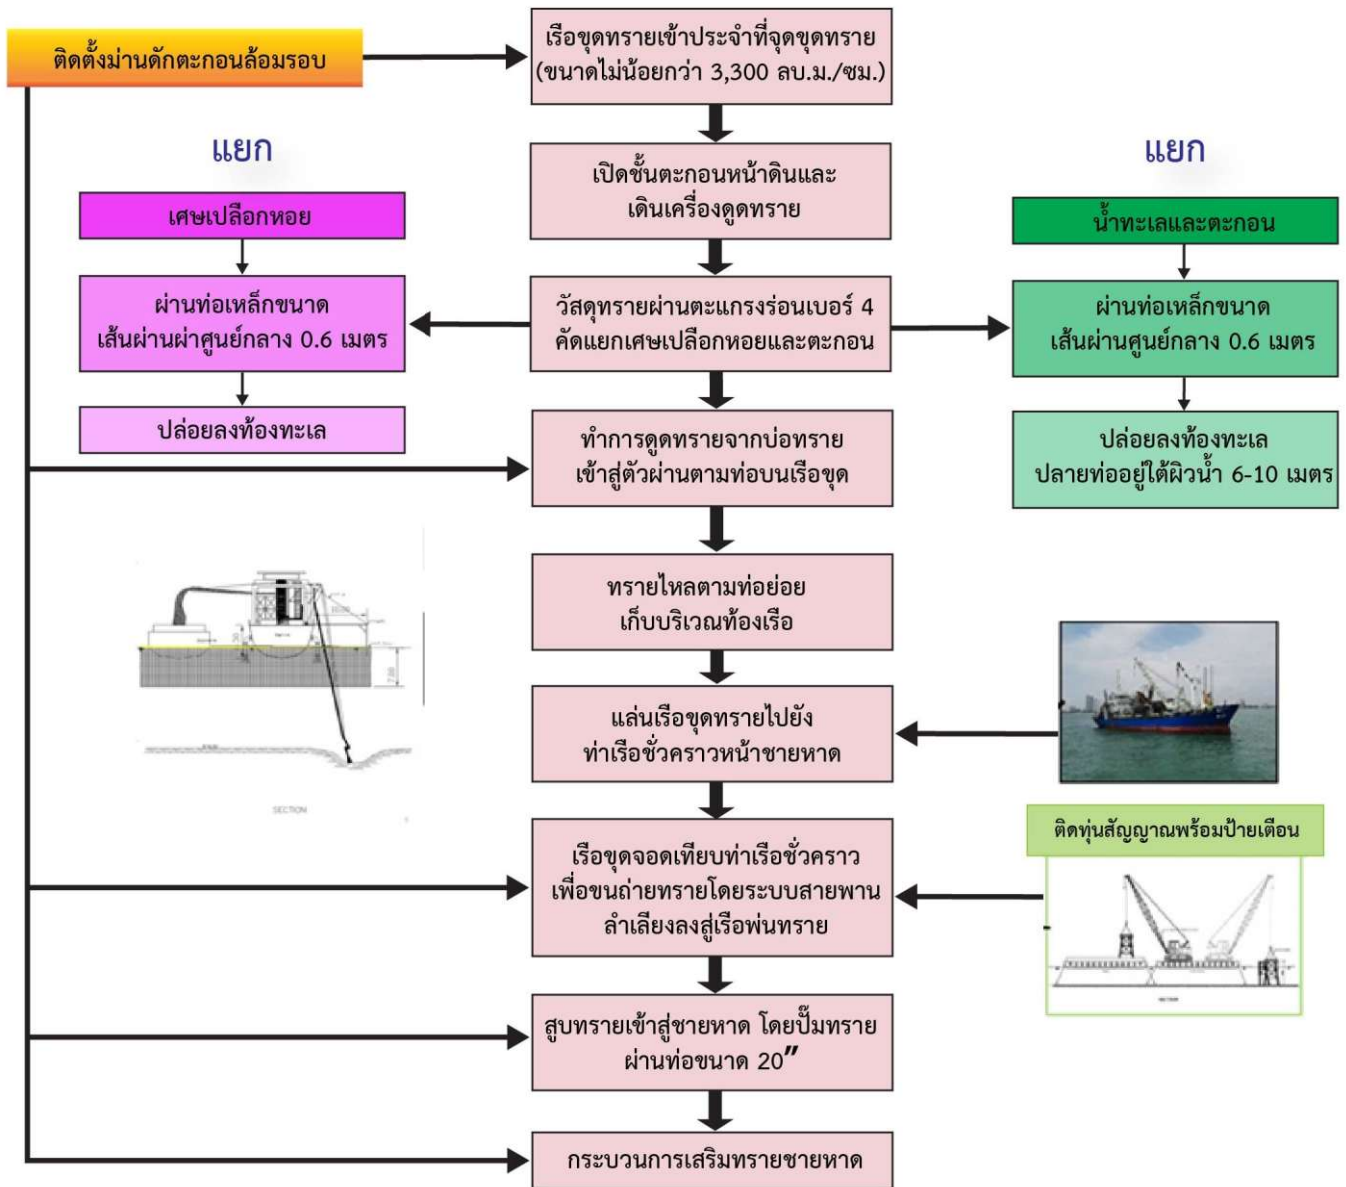 ติดตั้งม่านดักตะกอนล้อมรอบ
เรือขุดทรายเข้าประจำที่จุดขุดทราย
(ขนาดไม่น้อยกว่า 3,300 ลบ.ม./ชม.)
เปิดชั้นตะกอนหน้าดินและ
เดินเครื่องดูดทราย
วัสดุทรายผ่านตะแกรงร่อนเบอร์ 4
คัดแยกเศษเปลือกหอยและตะกอน
แยก
เศษเปลือกหอย
ผ่านท่อเหล็กขนาด
เส้นผ่านผ่าศูนย์กลาง 0.6 เมตร
ปล่อยลงท้องทะเล
แยก
น้ำทะเลและตะกอน
ผ่านท่อเหล็กขนาด
เส้นผ่านศูนย์กลาง 0.6 เมตร
ปล่อยลงท้องทะเล
ปลายท่ออยู่ใต้ผิวน้ำ 6-10 เมตร
ทำการดูดทรายจากบ่อทราย
เข้าสู่ตัวผ่านตามท่อบนเรือขุด
ทรายไหลตามท่อย่อย
เก็บบริเวณท้องเรือ
แล่นเรือขุดทรายไปยัง
ท่าเรือชั่วคราวหน้าชายหาด
SECTION
ติดทุ่นสัญญาณพร้อมป้ายเตือน
SECTION
เรือขุดจอดเทียบท่าเรือชั่วคราว
เพื่อขนถ่ายทรายโดยระบบสายพาน
ลำเลียงลงสู่เรือพ่นทราย
สูบทรายเข้าสู่ชายหาด โดยปั๊มทราย
ผ่านท่อขนาด 20″
กระบวนการเสริมทรายชายหาด